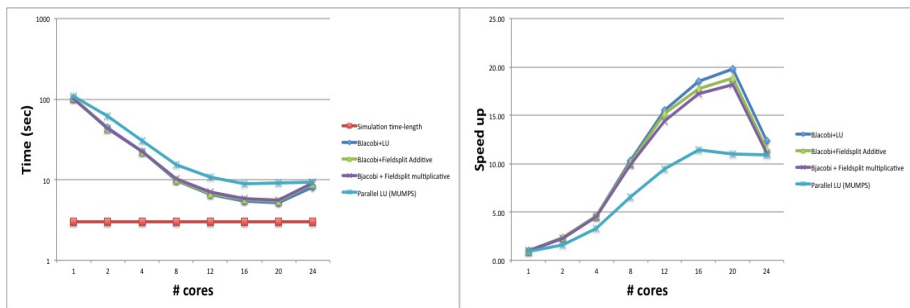 1000
100
10
1
Time (sec)
1 2 4 8 12 16 20 24
# cores
Simulation time-length
BJacobi+LU
BJacobi+Fieldsplit Additive
Bjacobi + Fieldsplit multiplicative
Parallel LU (MUMPS)
25.00
20.00
15.00
10.00
5.00
0.00
Speed up
1 2 4 8 12 16 20 24
# cores
BJacobi+LU
BJacobi+Fieldsplit Additive
Bjacobi + Fieldsplit multiplicative
Parallel LU (MUMPS)